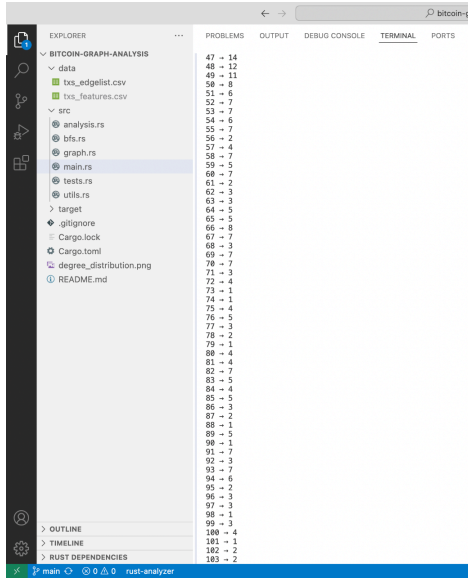 bitcoin-g
EXPLORER
PROBLEMS OUTPUT DEBUG CONSOLE TERMINAL PORTS
BITCOIN-GRAPH-ANALYSIS
data
txs_edgelist.csv
txs_features.csv
src
analysis.rs
bfs.rs
graph.rs
main.rs
tests.rs
utils.rs
target
.gitignore
Cargo.lock
Cargo.toml
degree_distribution.png
README.md
OUTLINE
TIMELINE
RUST DEPENDENCIES
47 → 14
48 → 12
49 → 11
50 → 8
51 → 6
52 → 7
53 → 7
54 → 6
55 → 7
56 → 2
57 → 4
58 → 7
59 → 5
60 → 7
61 → 2
62 → 3
63 → 3
64 → 5
65 → 5
66 → 8
67 → 7
68 → 3
69 → 7
70 → 7
71 → 3
72 → 4
73 → 1
74 → 1
75 → 4
76 → 5
77 → 3
78 → 2
79 → 1
80 → 4
81 → 4
82 → 7
83 → 5
84 → 4
85 → 5
86 → 3
87 → 2
88 → 1
89 → 5
90 → 1
91 → 7
92 → 3
93 → 7
94 → 6
95 → 2
96 → 3
97 → 3
98 → 1
99 → 3
100 → 4
101 → 1
102 → 2
103 → 2
main 0 0 rust-analyzer